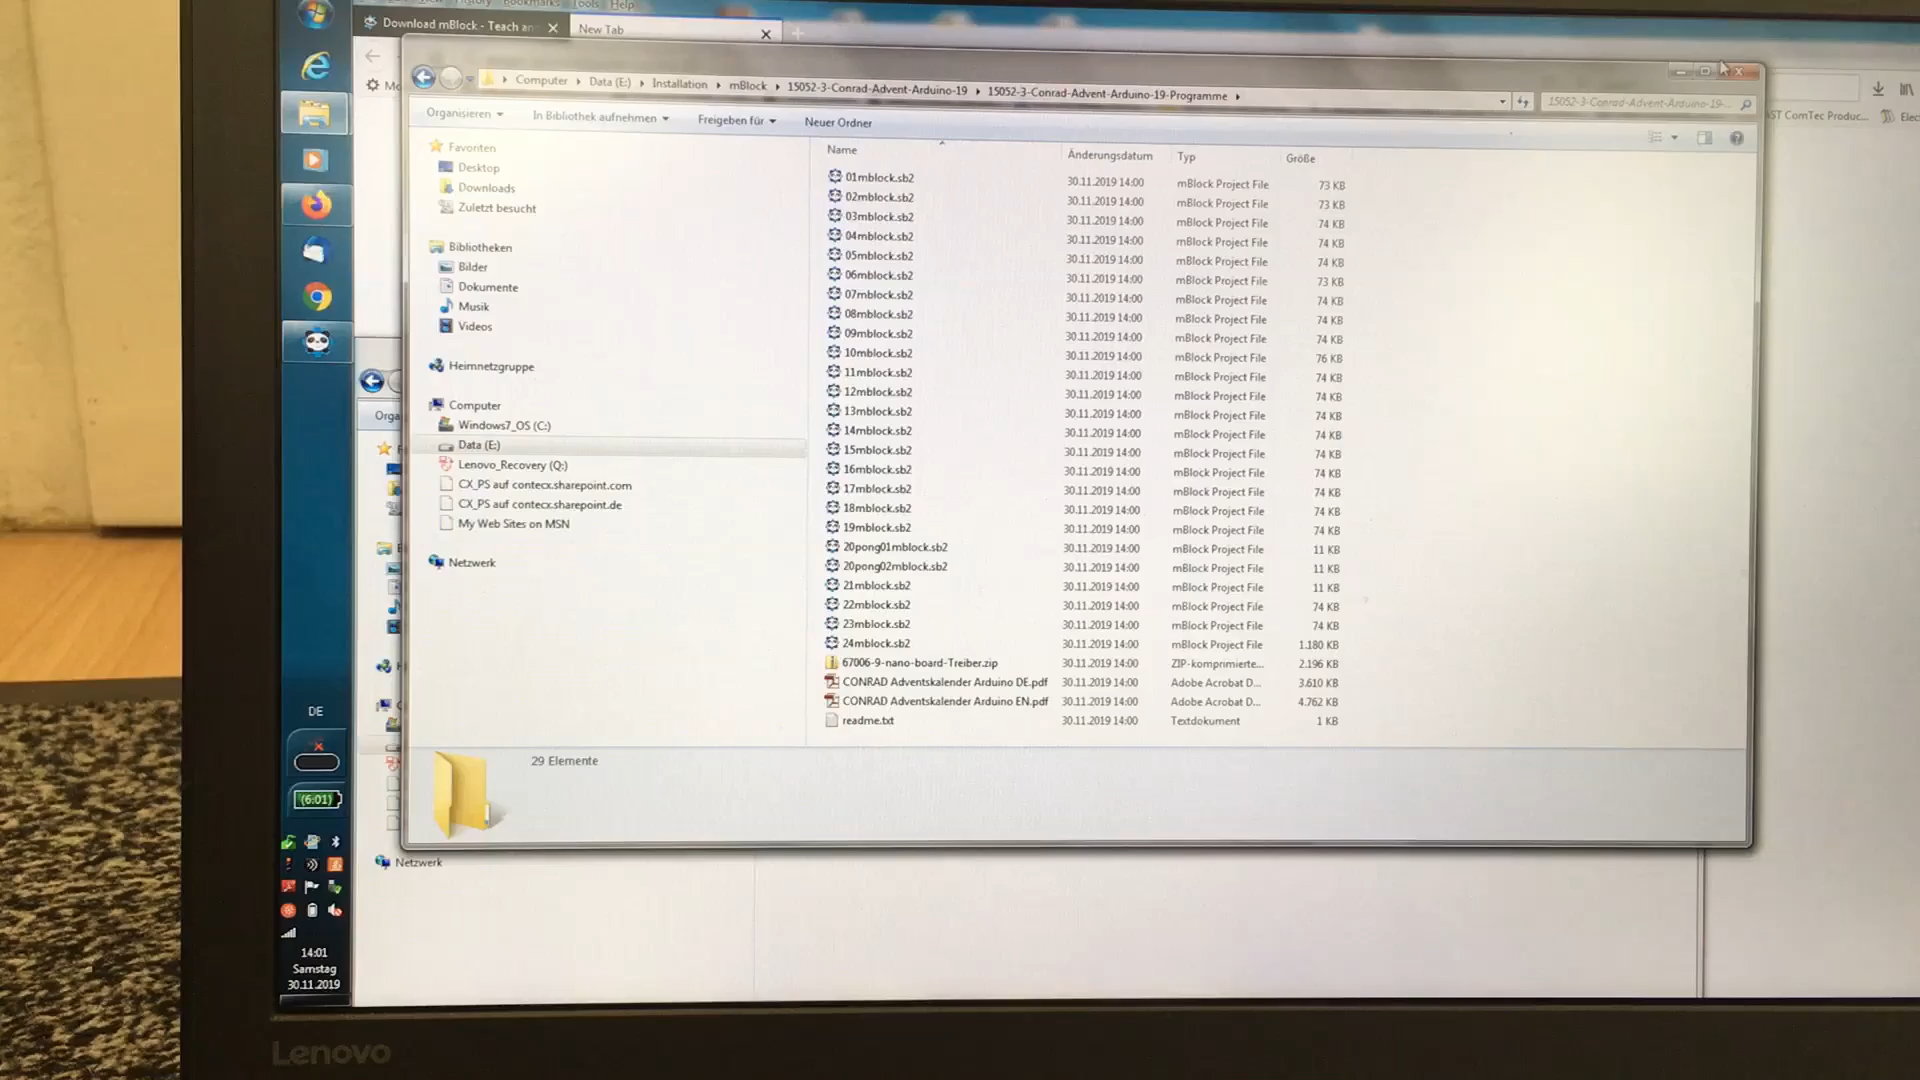 History Bookmarks Tools Help
Download mBlock - Teach an
New Tab
Computer Data (E:) Installation mBlock 15052-3-Conrad-Advent-Arduino-19 15052-3-Conrad-Advent-Arduino-19-Programme
15052-3-Conrad-Advent-Arduino-19-...
Organisieren In Bibliothek aufnehmen Freigeben für Neuer Ordner
ST ComTec Produc...
Elec
Favoriten
Desktop
Downloads
Zuletzt besucht
Bibliotheken
Bilder
Dokumente
Musik
Videos
Heimnetzgruppe
Computer
Windows7_OS (C:)
Data (E:)
Lenovo_Recovery (Q:)
CX_PS auf contecx.sharepoint.com
CX_PS auf contecx.sharepoint.de
My Web Sites on MSN
Netzwerk
Name Änderungsdatum Typ Größe
01mblock.sb2 30.11.2019 14:00 mBlock Project File 73 KB
02mblock.sb2 30.11.2019 14:00 mBlock Project File 73 KB
03mblock.sb2 30.11.2019 14:00 mBlock Project File 74 KB
04mblock.sb2 30.11.2019 14:00 mBlock Project File 74 KB
05mblock.sb2 30.11.2019 14:00 mBlock Project File 74 KB
06mblock.sb2 30.11.2019 14:00 mBlock Project File 73 KB
07mblock.sb2 30.11.2019 14:00 mBlock Project File 74 KB
08mblock.sb2 30.11.2019 14:00 mBlock Project File 74 KB
09mblock.sb2 30.11.2019 14:00 mBlock Project File 74 KB
10mblock.sb2 30.11.2019 14:00 mBlock Project File 76 KB
11mblock.sb2 30.11.2019 14:00 mBlock Project File 74 KB
12mblock.sb2 30.11.2019 14:00 mBlock Project File 74 KB
13mblock.sb2 30.11.2019 14:00 mBlock Project File 74 KB
14mblock.sb2 30.11.2019 14:00 mBlock Project File 74 KB
15mblock.sb2 30.11.2019 14:00 mBlock Project File 74 KB
16mblock.sb2 30.11.2019 14:00 mBlock Project File 74 KB
17mblock.sb2 30.11.2019 14:00 mBlock Project File 74 KB
18mblock.sb2 30.11.2019 14:00 mBlock Project File 74 KB
19mblock.sb2 30.11.2019 14:00 mBlock Project File 74 KB
20pong01mblock.sb2 30.11.2019 14:00 mBlock Project File 11 KB
20pong02mblock.sb2 30.11.2019 14:00 mBlock Project File 11 KB
21mblock.sb2 30.11.2019 14:00 mBlock Project File 11 KB
22mblock.sb2 30.11.2019 14:00 mBlock Project File 74 KB
23mblock.sb2 30.11.2019 14:00 mBlock Project File 74 KB
24mblock.sb2 30.11.2019 14:00 mBlock Project File 1.180 KB
67006-9-nano-board-Treiber.zip 30.11.2019 14:00 ZIP-komprimierte... 2.196 KB
CONRAD Adventskalender Arduino DE.pdf 30.11.2019 14:00 Adobe Acrobat D... 3.610 KB
CONRAD Adventskalender Arduino EN.pdf 30.11.2019 14:00 Adobe Acrobat D... 4.762 KB
readme.txt 30.11.2019 14:00 Textdokument 1 KB
29 Elemente
Orga
Netzwerk
DE
(6:01)
14:01
Samstag
30.11.2019
Lenovo